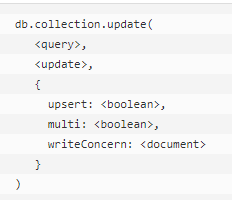 db.collection.update(
   <query>,
   <update>,
   {
     upsert: <boolean>,
     multi: <boolean>,
     writeConcern: <document>
   }
)